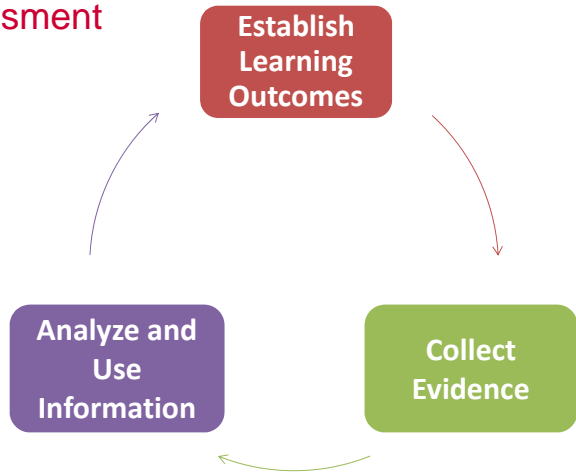 sment
Establish
Learning
Outcomes
Analyze and
Use
Information
Collect
Evidence